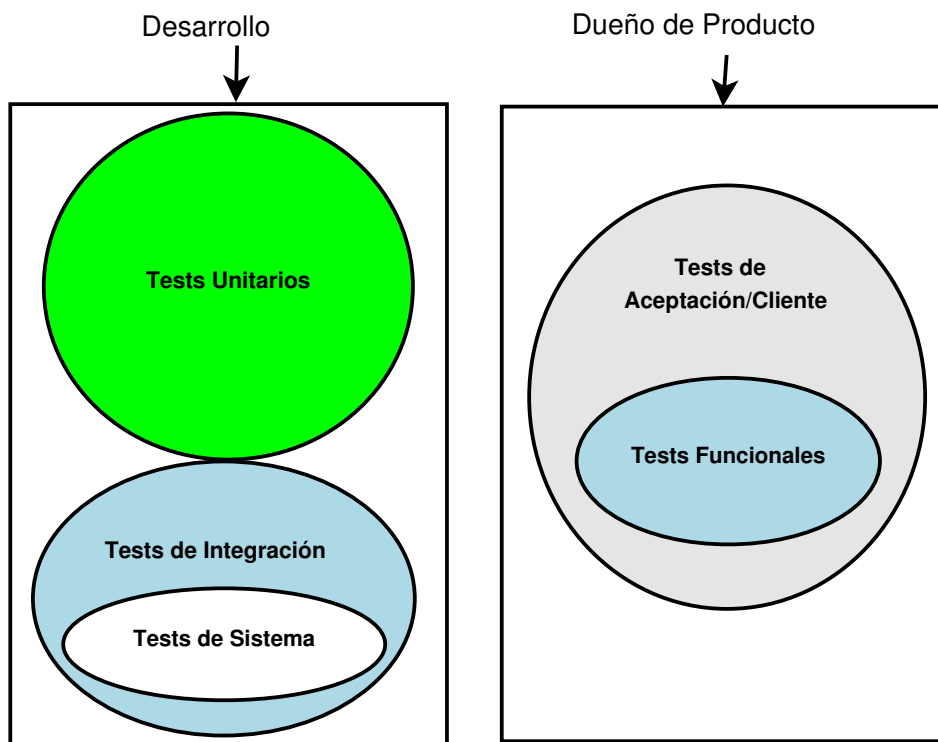 Desarrollo
Dueño de Producto
Tests Unitarios
Tests de Integración
Tests de Sistema
Tests de
Aceptación/Cliente
Tests Funcionales